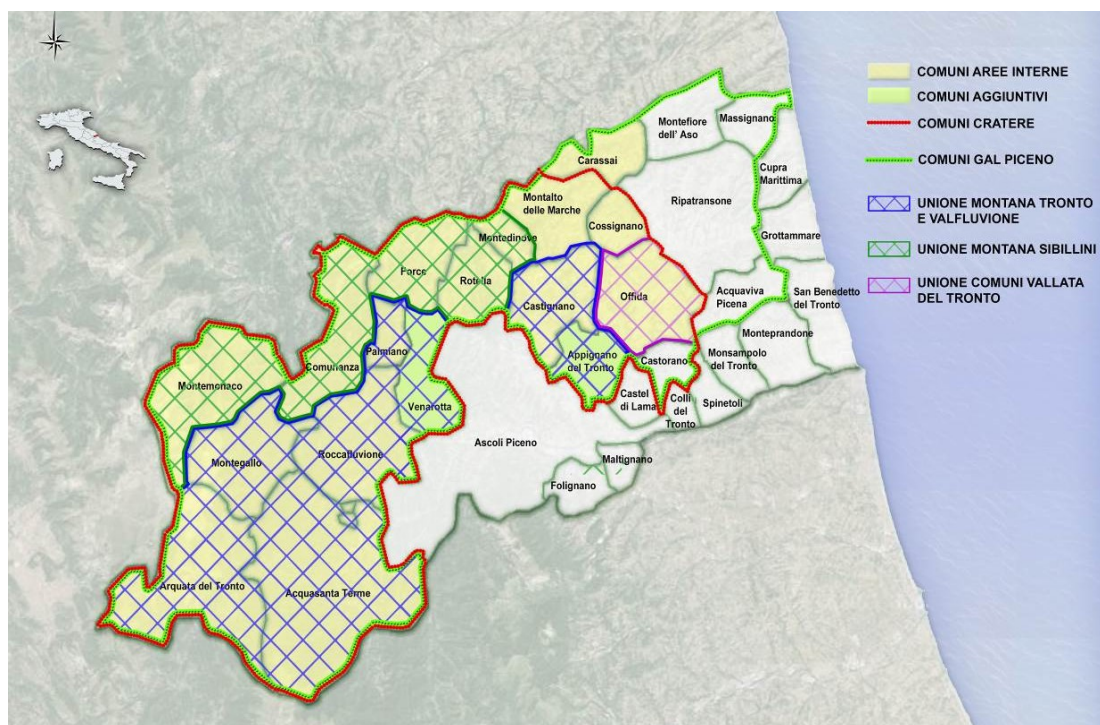 COMUNI AREE INTERNE
COMUNI AGGIUNTIVI
COMUNI CRATERE
COMUNI GAL PICENO
UNIONE MONTANA TRONTO
E VALFLUVIONE
UNIONE MONTANA SIBILLINI
UNIONE COMUNI VALLATA
DEL TRONTO
Montefiore
dell' Aso
Massignano
Carassai
Cupra
Marittima
Montalto
delle Marche
Ripatransone
Cossignano
Montedinove
Grottammare
Force
Rotella
Acquaviva
Picena
San Benedetto
del Tronto
Offida
Castignano
Monteprandone
Palmiano
Appignano
del Tronto
Castorano
Monsampolo
del Tronto
Comunanza
Montemonaco
Venarotta
Castel
di Lama
Colli
del
Tronto
Spinetoli
Ascoli Piceno
Roccafluvione
Montegallo
Maltignano
Folignano
Arquata del Tronto
Acquasanta Terme